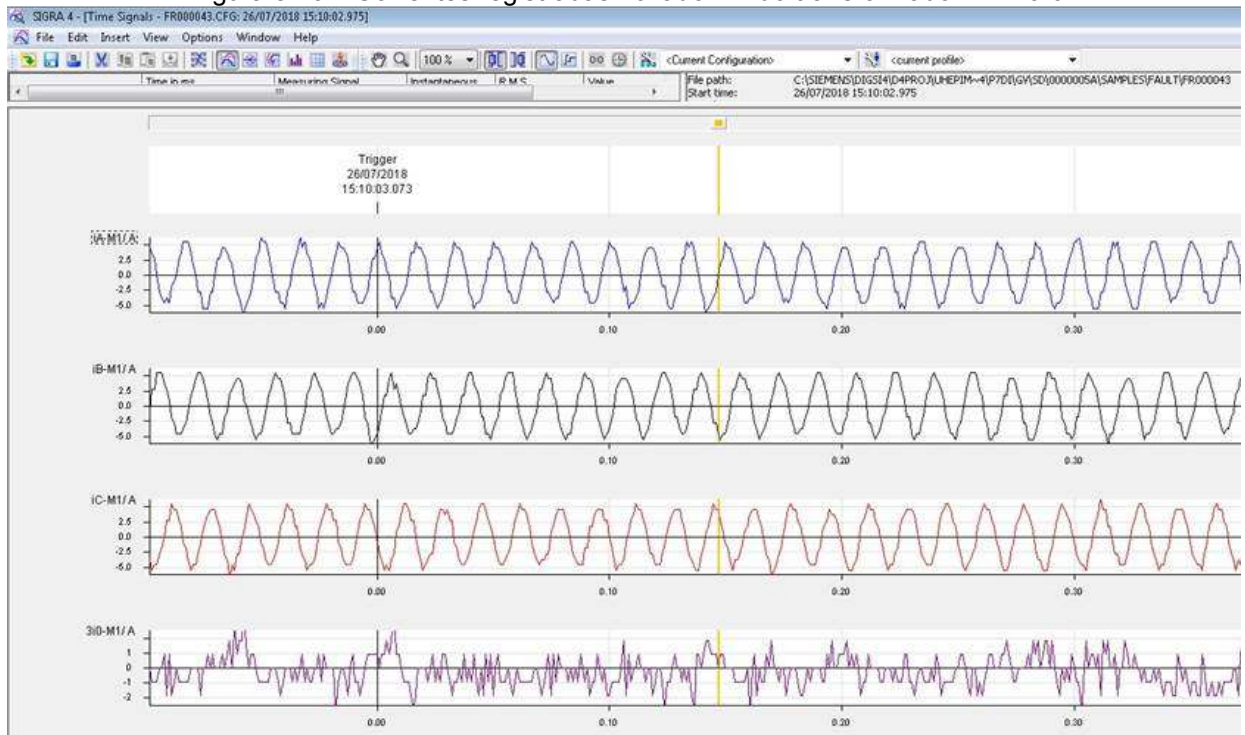 SIGRA 4 - [Time Signals - FR000043.CFG: 26/07/2018 15:10:02.975]
File Edit Insert View Options Window Help
100 % <Current Configuration> <current profile>
Time in ms Measuring Signal Instantaneous R.M.S. Value
File path: C:\SIEMENS\DIGSI4\D4PROJ\UHEPIM~4\P7DI\GV\SD\0000005A\SAMPLES\FAULT\FR000043
Start time: 26/07/2018 15:10:02.975
Trigger
26/07/2018
15:10:03.073
iA-M1/A
2.5
0.0
-2.5
-5.0
0.00 0.10 0.20 0.30
iB-M1/ A
2.5
0.0
-2.5
-5.0
0.00 0.10 0.20 0.30
iC-M1/ A
2.5
0.0
-2.5
-5.0
0.00 0.10 0.20 0.30
3i0-M1/ A
1
0
-1
-2
0.00 0.10 0.20 0.30